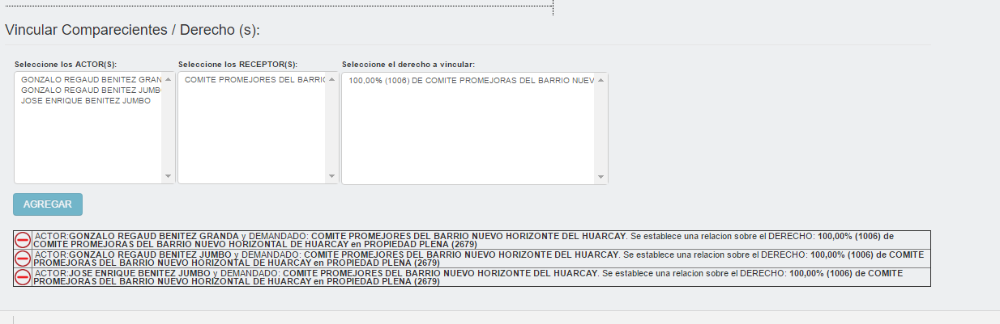 Vincular Comparecientes / Derecho (s):
Seleccione los ACTOR(S):
GONZALO REGAUD BENITEZ GRAN
GONZALO REGAUD BENITEZ JUMB
JOSE ENRIQUE BENITEZ JUMBO
Seleccione los RECEPTOR(S):
COMITE PROMEJORES DEL BARRIO
Seleccione el derecho a vincular:
100,00% (1006) DE COMITE PROMEJORAS DEL BARRIO NUEV
AGREGAR
ACTOR:GONZALO REGAUD BENITEZ GRANDA y DEMANDADO: COMITE PROMEJORES DEL BARRIO NUEVO HORIZONTE DEL HUARCAY. Se establece una relacion sobre el DERECHO: 100,00% (1006) de
COMITE PROMEJORAS DEL BARRIO NUEVO HORIZONTAL DE HUARCAY en PROPIEDAD PLENA (2679)
ACTOR:GONZALO REGAUD BENITEZ JUMBO y DEMANDADO: COMITE PROMEJORES DEL BARRIO NUEVO HORIZONTE DEL HUARCAY. Se establece una relacion sobre el DERECHO: 100,00% (1006) de COMITE
PROMEJORAS DEL BARRIO NUEVO HORIZONTAL DE HUARCAY en PROPIEDAD PLENA (2679)
ACTOR:JOSE ENRIQUE BENITEZ JUMBO y DEMANDADO: COMITE PROMEJORES DEL BARRIO NUEVO HORIZONTE DEL HUARCAY. Se establece una relacion sobre el DERECHO: 100,00% (1006) de COMITE
PROMEJORAS DEL BARRIO NUEVO HORIZONTAL DE HUARCAY en PROPIEDAD PLENA (2679)